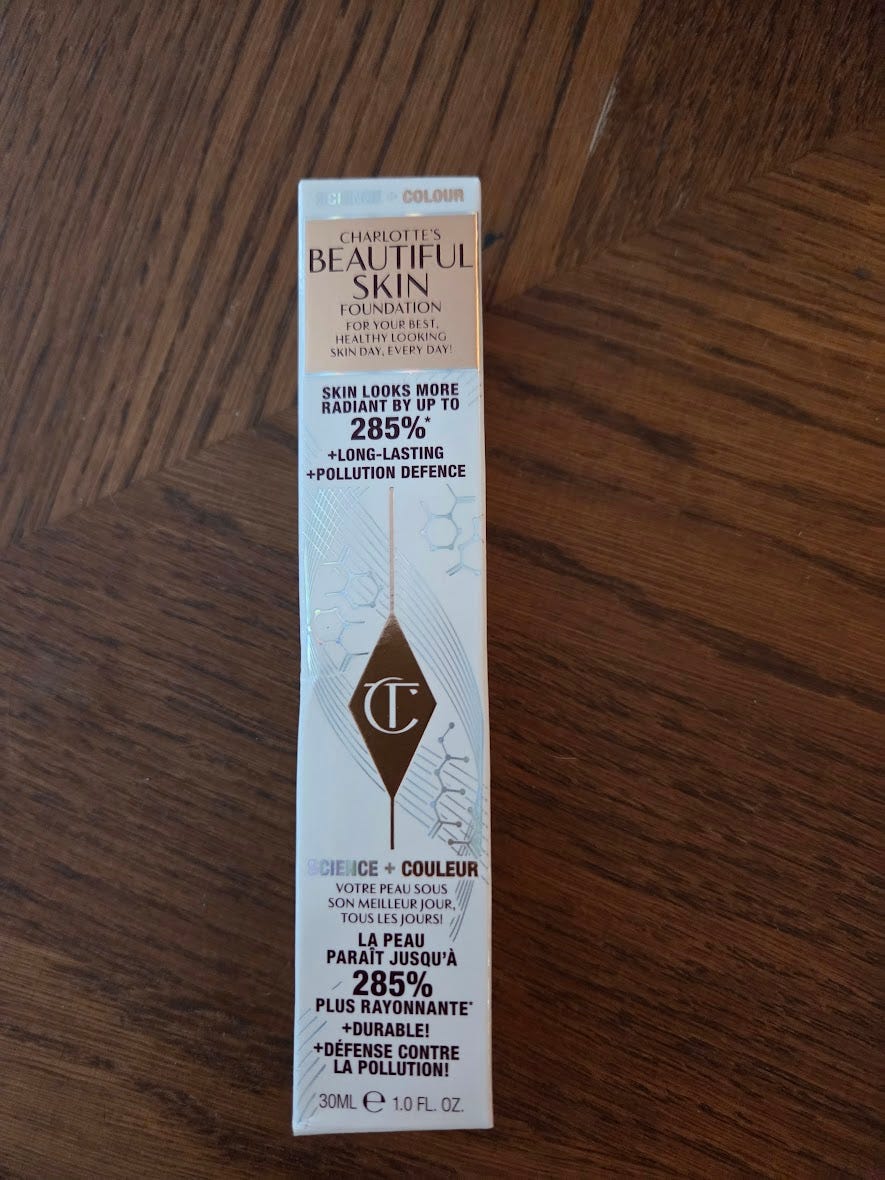 SCIENCE + COLOUR
CHARLOTTE'S
BEAUTIFUL
SKIN
FOUNDATION
FOR YOUR BEST,
HEALTHY LOOKING
SKIN DAY, EVERY DAY!
SKIN LOOKS MORE
RADIANT BY UP TO
285%*
+LONG-LASTING
+POLLUTION DEFENCE
CT
SCIENCE + COULEUR
VOTRE PEAU SOUS
SON MEILLEUR JOUR,
TOUS LES JOURS!
LA PEAU
PARAÎT JUSQU'À
285%
PLUS RAYONNANTE*
+DURABLE!
+DÉFENSE CONTRE
LA POLLUTION!
30ML e 1.0 FL. OZ.